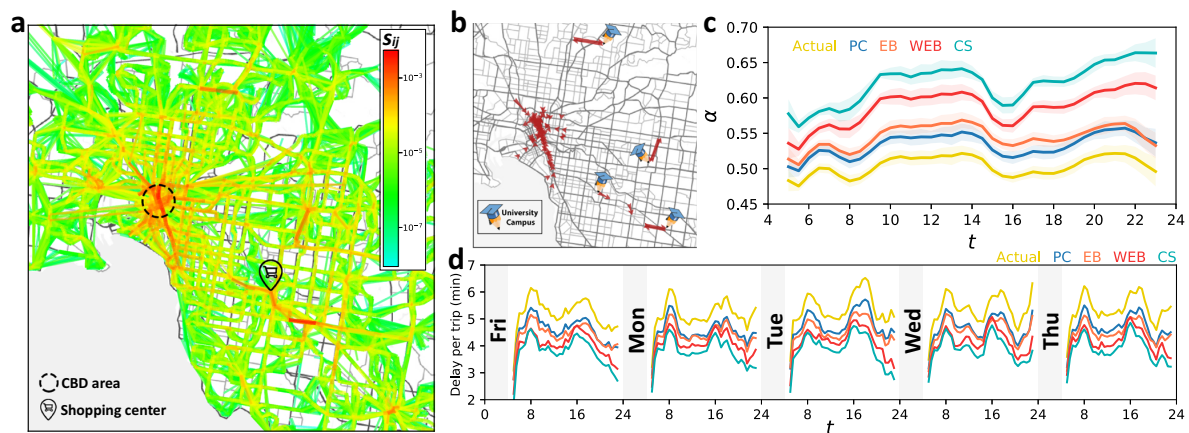 a
S_ij
10⁻³
10⁻⁵
10⁻⁷
CBD area
Shopping center
b
University
Campus
c
Actual PC EB WEB CS
0.70
0.65
0.60
0.55
0.50
0.45
α
4 6 8 10 12 14 16 18 20 22 24
t
d
Actual PC EB WEB CS
Delay per trip (min)
7
6
5
4
3
2
Fri
Mon
Tue
Wed
Thu
0 8 16 24 8 16 24 8 16 24 8 16 24 8 16 24
t